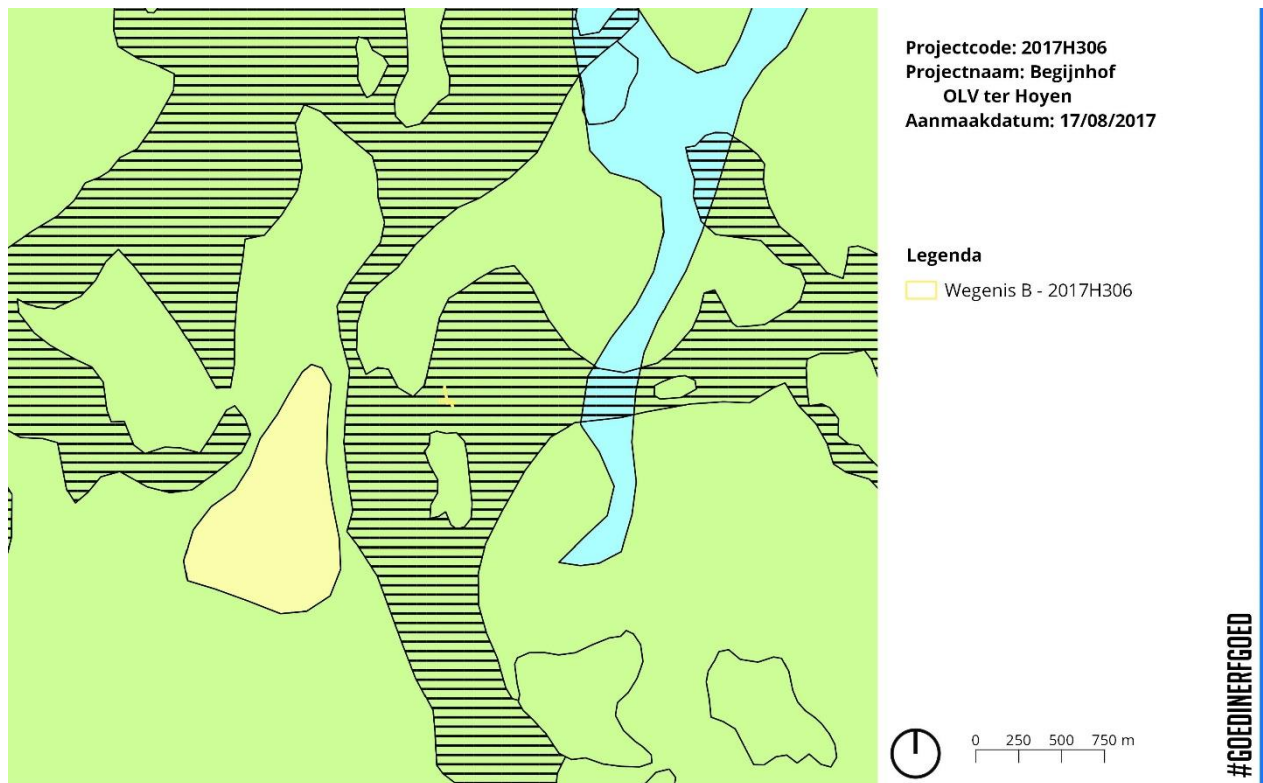 Projectcode: 2017H306
Projectnaam: Begijnhof
OLV ter Hoyen
Aanmaakdatum: 17/08/2017
Legenda
Wegenis B - 2017H306
0 250 500 750 m
#GOEDINERFGOED